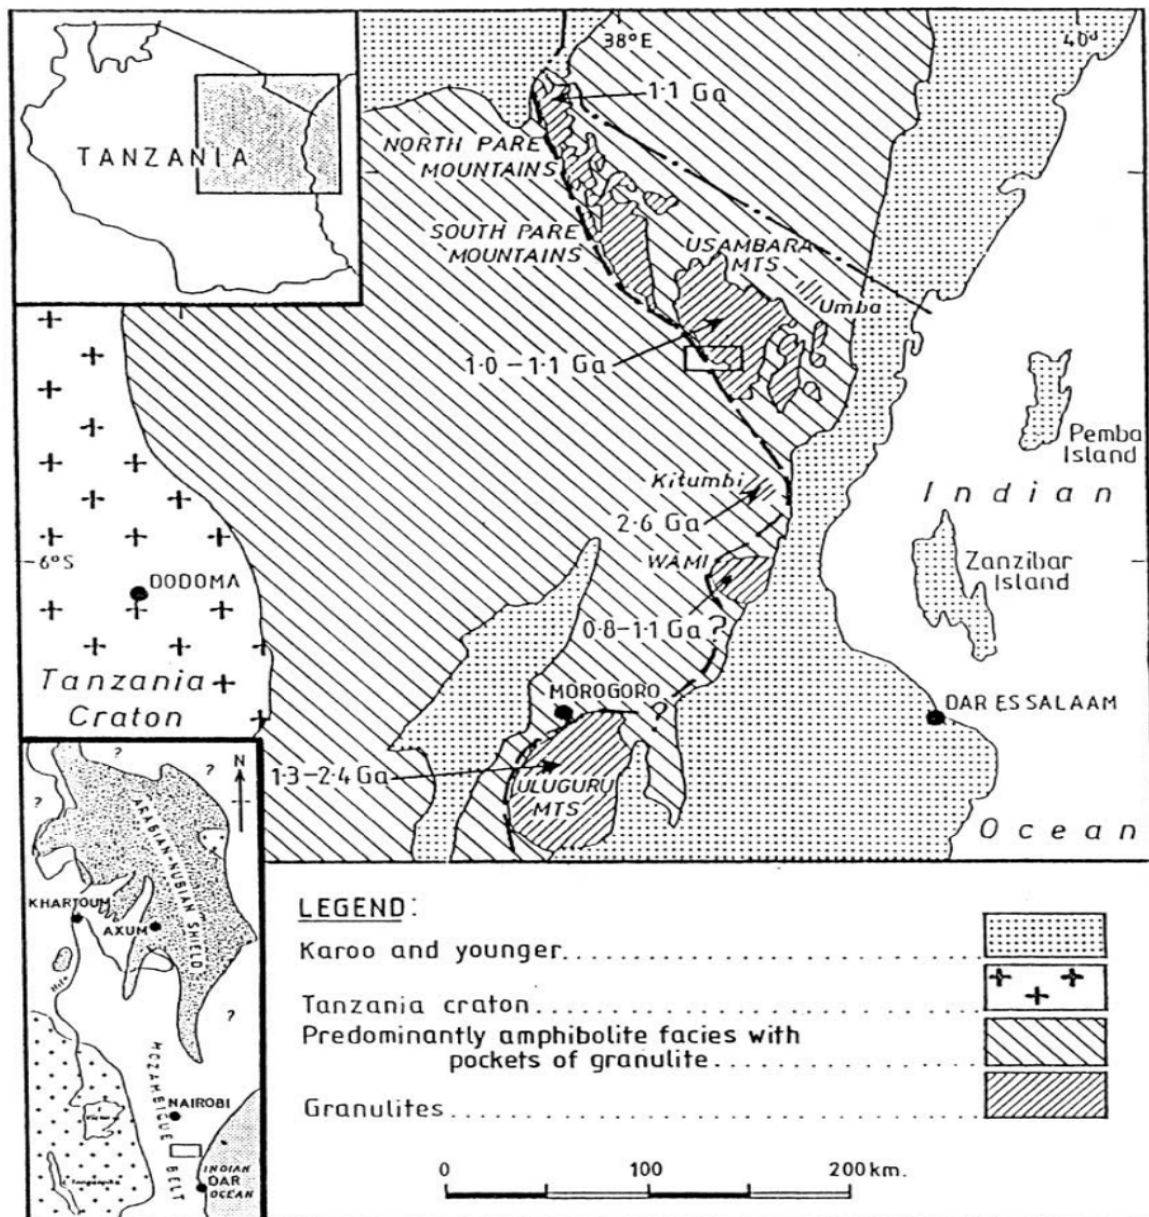 38°E
40°
1·1 Ga
TANZANIA
NORTH PARE
MOUNTAINS
SOUTH PARE
MOUNTAINS
USAMBARA
MTS
Umba
1·0–1·1 Ga
Pemba
Island
Kitumbi
Indian
2·6 Ga
6°S
WAMI
Zanzibar
Island
DODOMA
0·8–1·1 Ga
?
Tanzania
Craton
MOROGORO
?
DAR ES SALAAM
1·3–2·4 Ga
ULUGURU
MTS
Ocean
?
?
N
?
ARABIAN-NUBIAN SHIELD
KHARTOUM
AXUM
Nile
?
MOZAMBIQUE
BELT
NAIROBI
INDIAN
DAR
OCEAN
LEGEND:
Karoo and younger
Tanzania craton
Predominantly amphibolite facies with
pockets of granulite
Granulites
0 100 200 km.